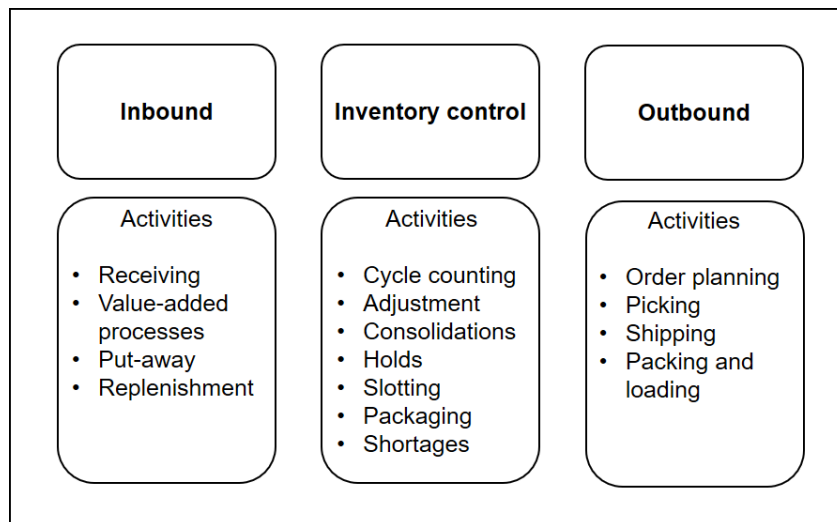 Inbound
Activities
• Receiving
• Value-added
processes
• Put-away
• Replenishment
Inventory control
Activities
• Cycle counting
• Adjustment
• Consolidations
• Holds
• Slotting
• Packaging
• Shortages
Outbound
Activities
• Order planning
• Picking
• Shipping
• Packing and
loading